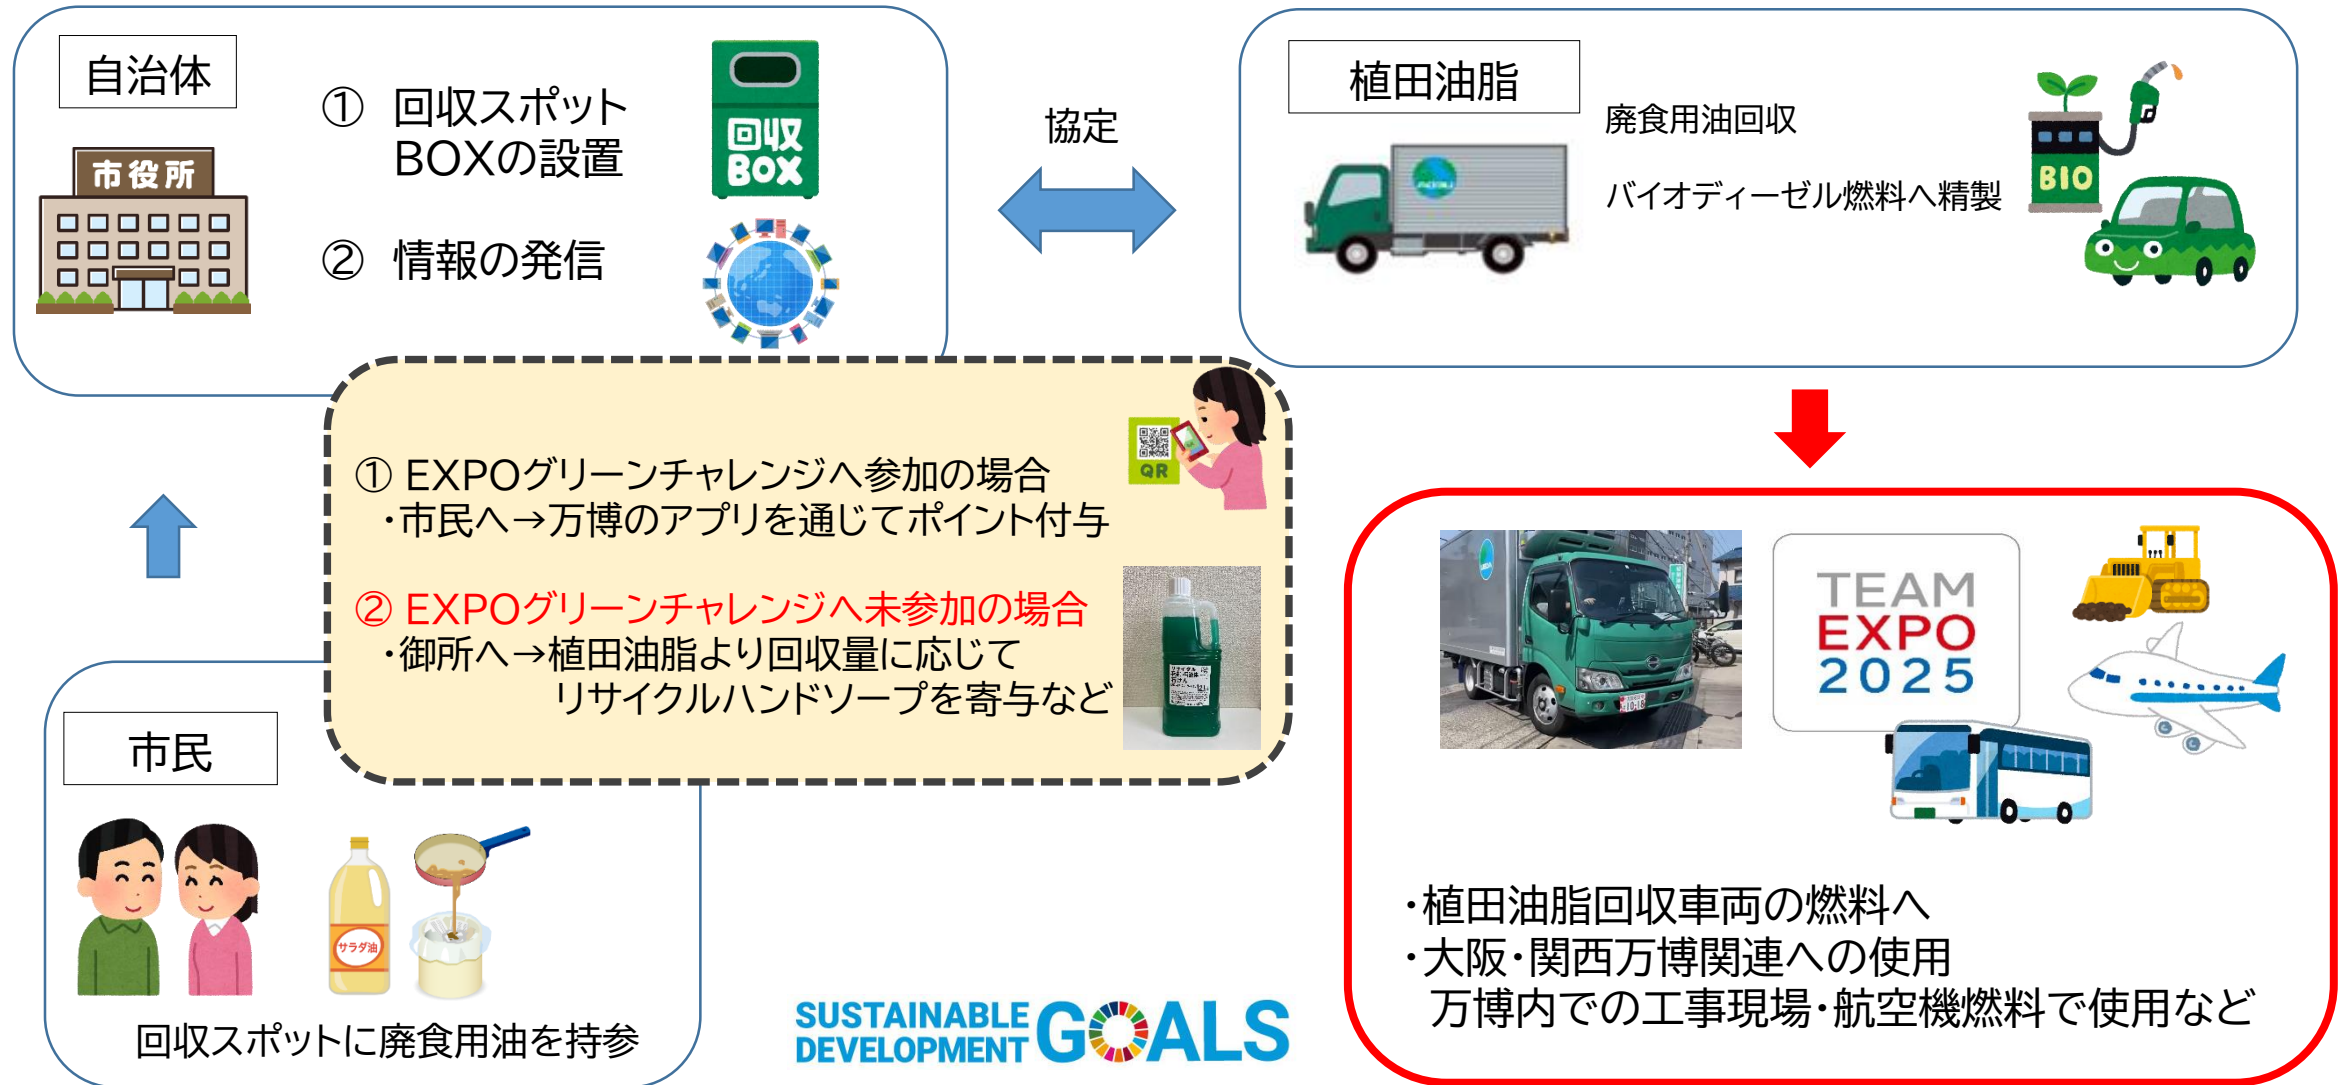 自治体
市役所
① 回収スポット
BOXの設置
② 情報の発信
回収
BOX
協定
植田油脂
廃食用油回収
バイオディーゼル燃料へ精製
BIO
① EXPOグリーンチャレンジへ参加の場合
・市民へ→万博のアプリを通じてポイント付与
QR
② EXPOグリーンチャレンジへ未参加の場合
・御所へ→植田油脂より回収量に応じて
リサイクルハンドソープを寄与など
リサイクル
市民
サラダ油
回収スポットに廃食用油を持参
SUSTAINABLE
DEVELOPMENT
GOALS
TEAM
EXPO
2025
10-18
・植田油脂回収車両の燃料へ
・大阪・関西万博関連への使用
万博内での工事現場・航空機燃料で使用など